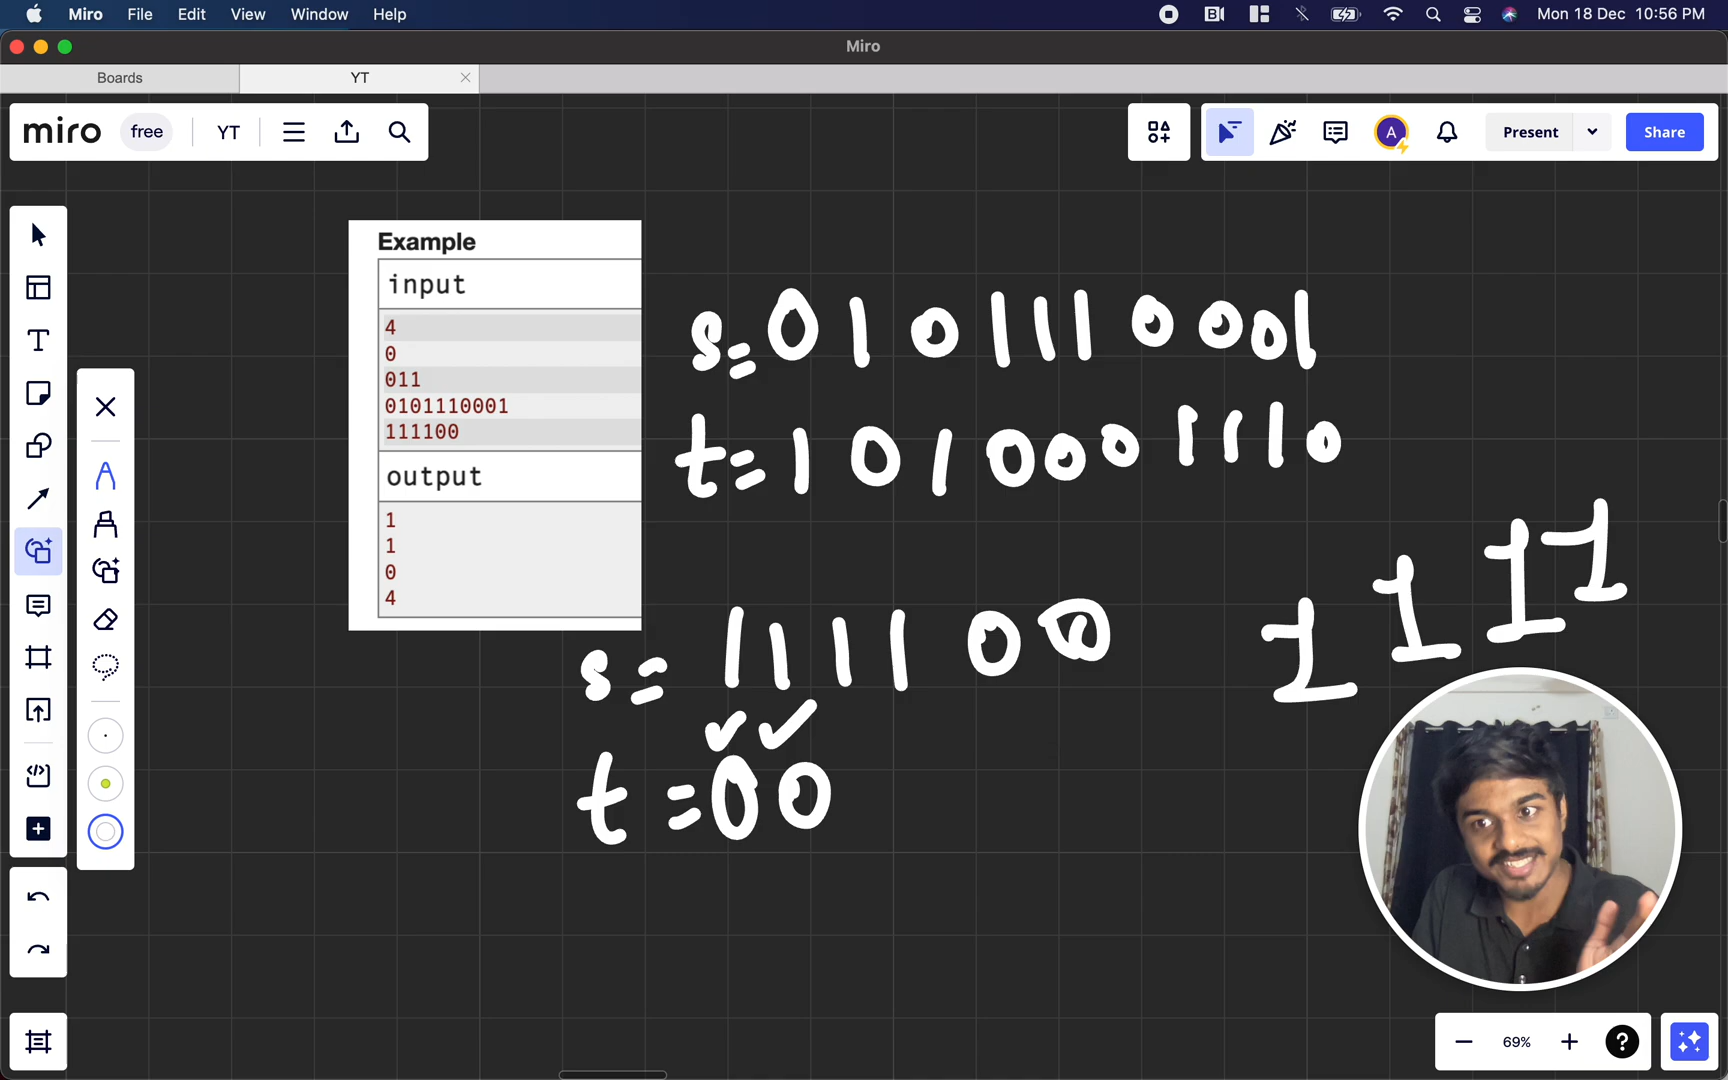 Miro File Edit View Window Help Mon 18 Dec 10:56 PM
Miro
Boards YT
miro free YT A Present Share
Example
input
4
0
011
0101110001
111100
output
1
1
0
4
s=0101110001
t=1010001110
s=111100
1111
t=00
69%